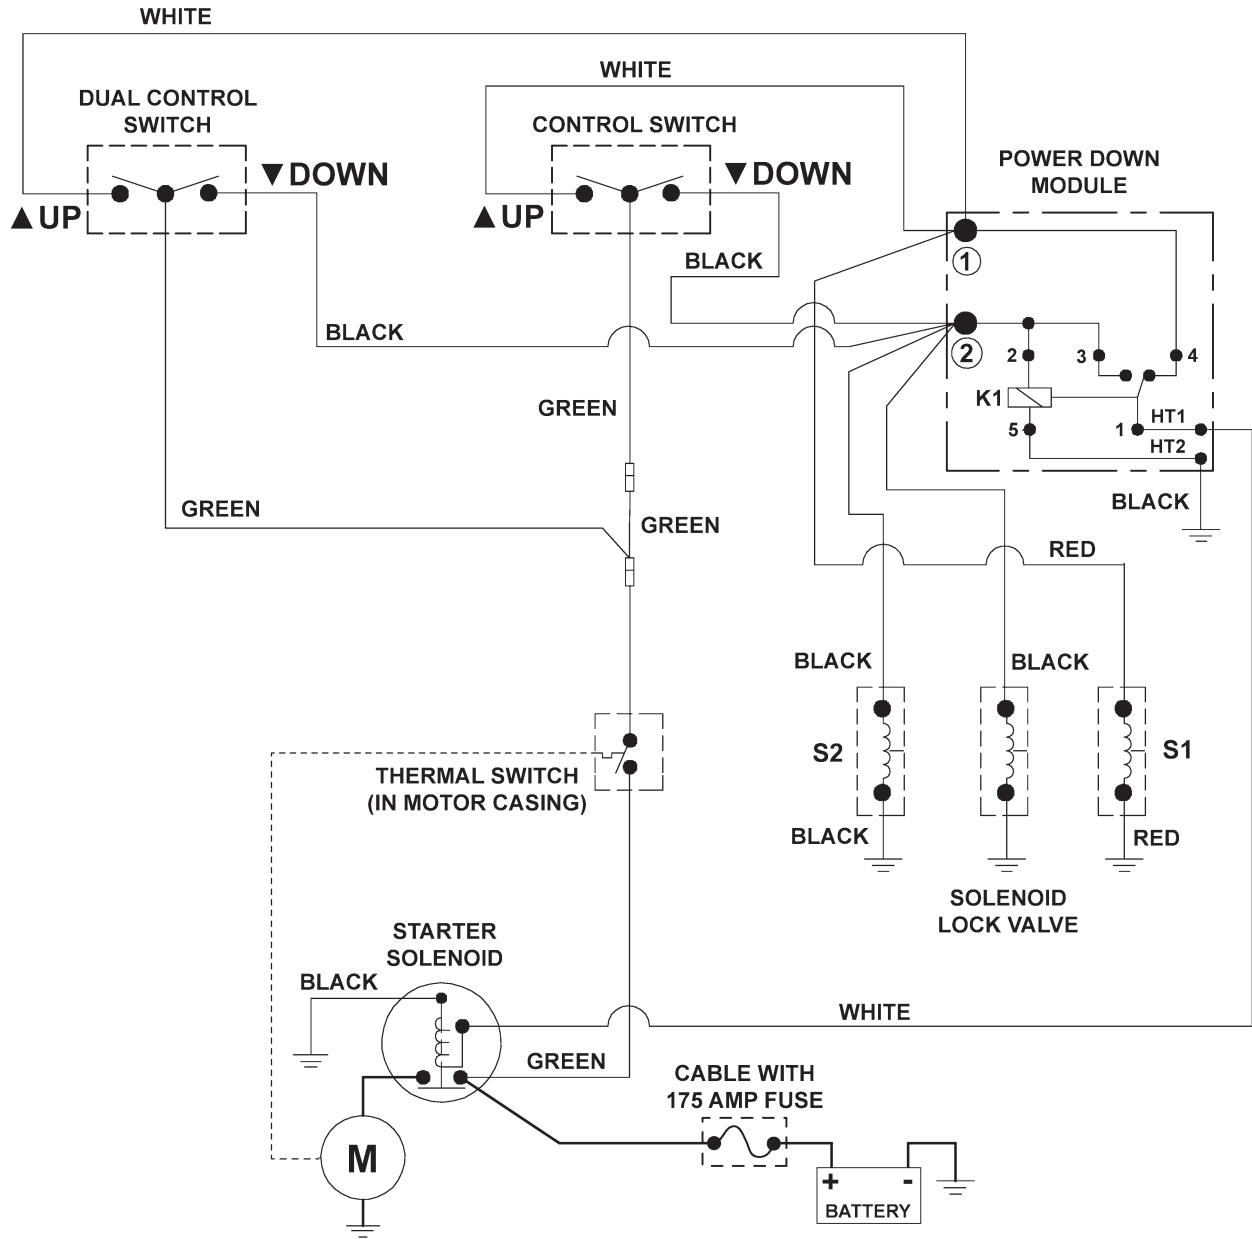 WHITE
WHITE
DUAL CONTROL
SWITCH
CONTROL SWITCH
POWER DOWN
MODULE
▼DOWN
▼DOWN
▲UP
▲UP
BLACK
1
BLACK
2
2
3
4
K1
HT1
5
1
HT2
GREEN
BLACK
GREEN
GREEN
RED
BLACK
BLACK
S2
S1
THERMAL SWITCH
(IN MOTOR CASING)
BLACK
RED
SOLENOID
LOCK VALVE
STARTER
SOLENOID
BLACK
WHITE
GREEN
CABLE WITH
175 AMP FUSE
M
+ -
BATTERY